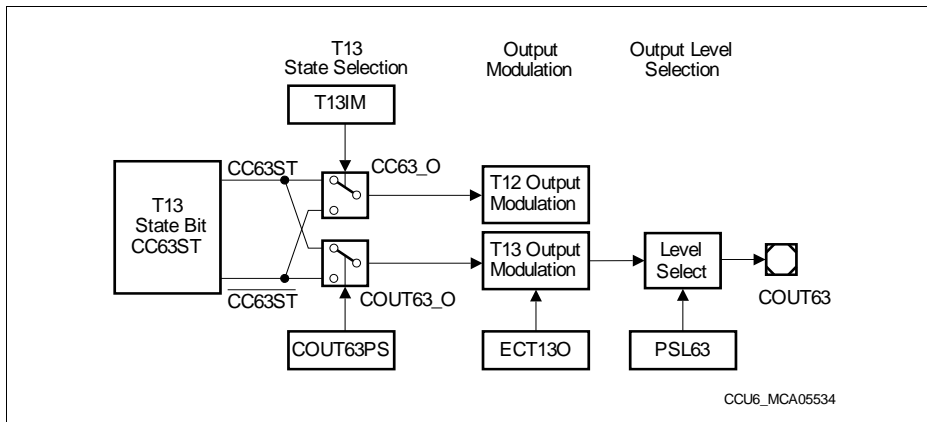 T13
State Selection
Output
Modulation
Output Level
Selection
T13IM
CC63ST
CC63_O
T13
State Bit
CC63ST
T12 Output
Modulation
T13 Output
Modulation
Level
Select
CC63ST
COUT63_O
COUT63
COUT63PS
ECT13O
PSL63
CCU6_MCA05534